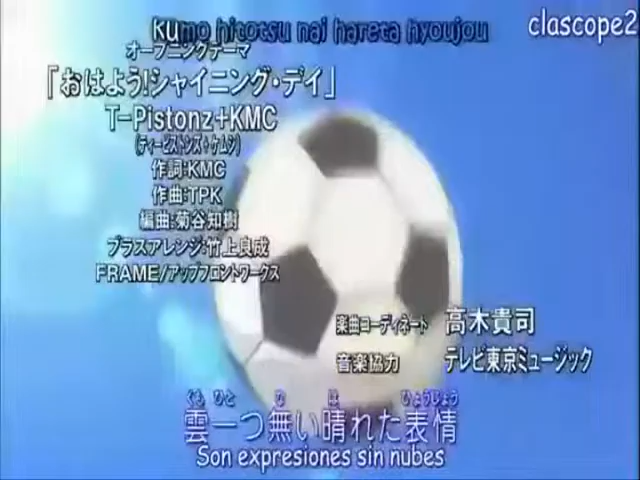 kumo hitotsu nai hareta hyoujou
clascope2
オープニングテーマ
「おはよう!シャイニング・デイ」
T-Pistonz+KMC
(ティーピストンズ・ケムシ)
作詞:KMC
作曲:TPK
編曲:菊谷知樹
ブラスアレンジ:竹上良成
FRAME/アップフロントワークス
楽曲コーディネート 高木貴司
音楽協力 テレビ東京ミュージック
くも ひと な は ひょうじょう
雲一つ無い晴れた表情
Son expresiones sin nubes